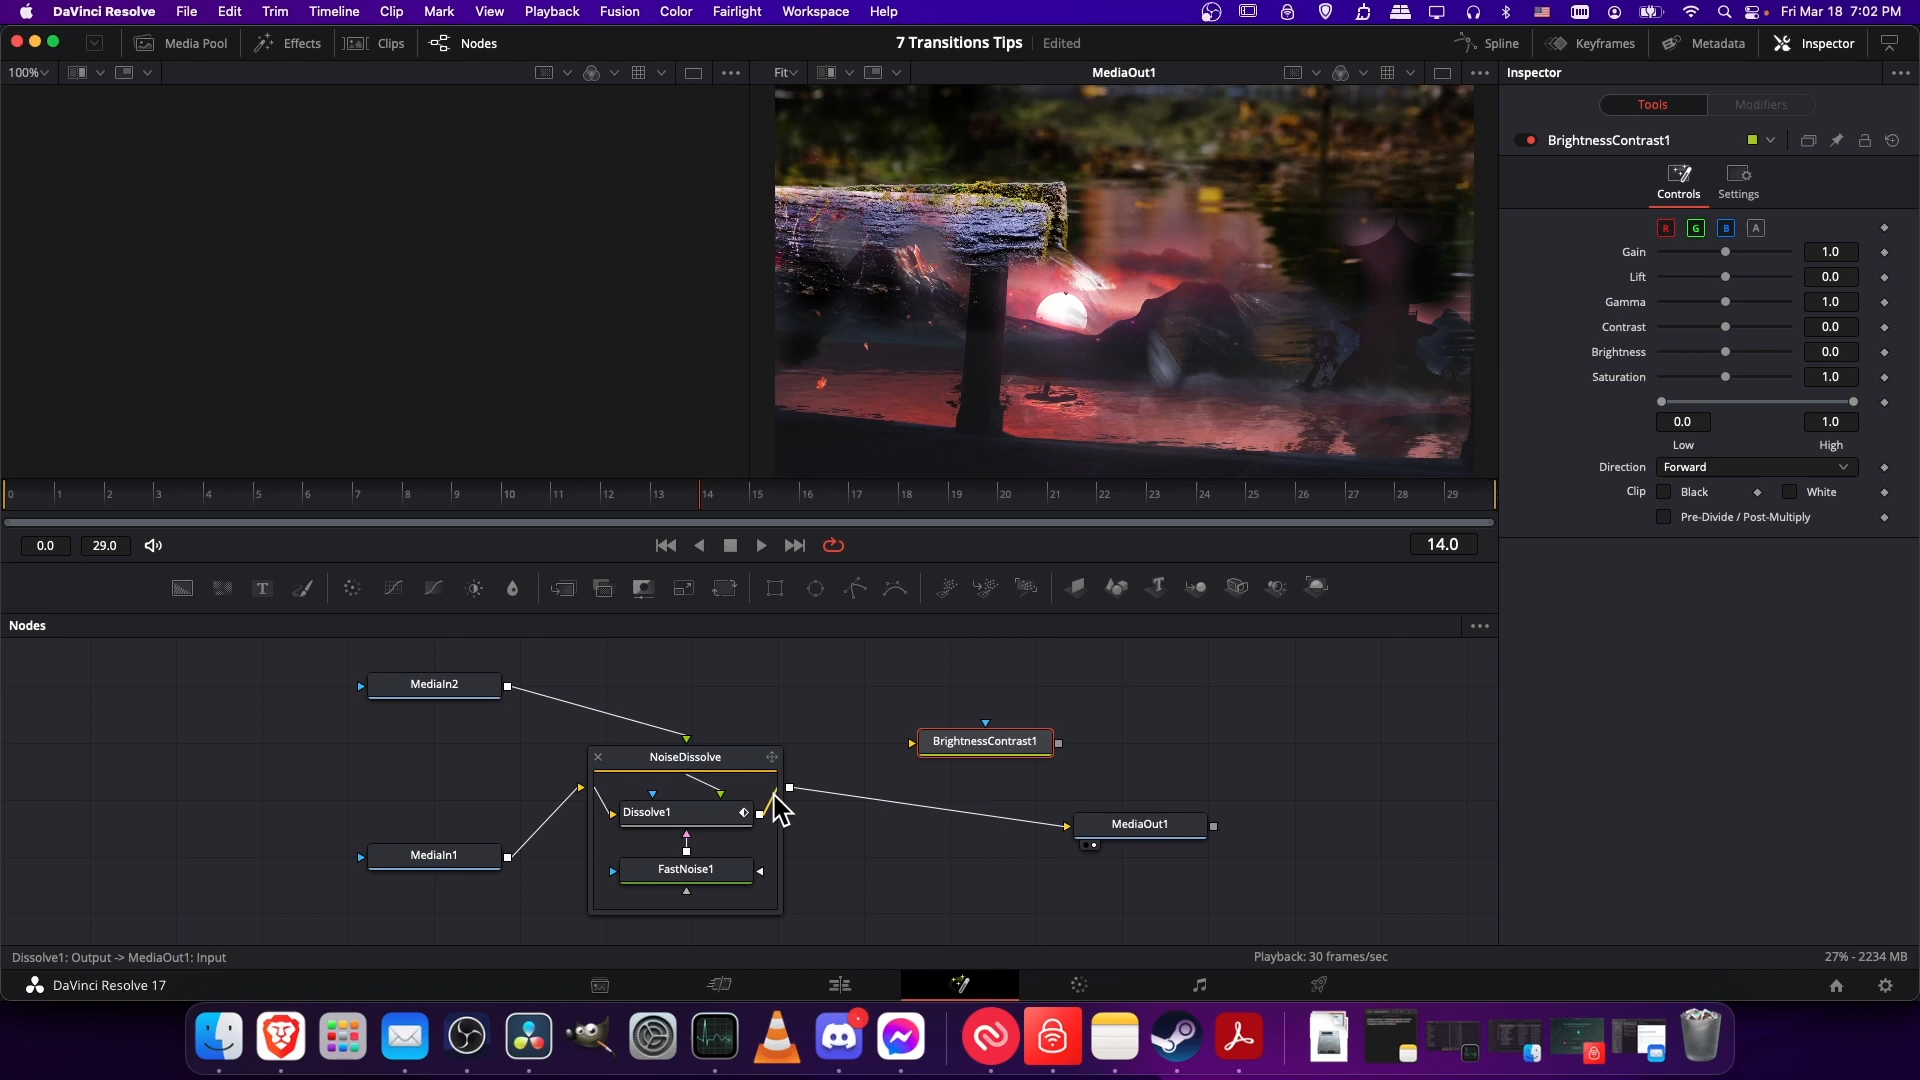 DaVinci Resolve File Edit Trim Timeline Clip Mark View Playback Fusion Color Fairlight Workspace Help Fri Mar 18 7:02 PM
Media Pool Effects Clips Nodes 7 Transitions Tips Edited Spline Keyframes Metadata Inspector
100% Fit MediaOut1 Inspector
Tools Modifiers
BrightnessContrast1
Controls Settings
R G B A
Gain 1.0
Lift 0.0
Gamma 1.0
Contrast 0.0
Brightness 0.0
Saturation 1.0
0.0 1.0
Low High
Direction Forward
Clip Black White
Pre-Divide / Post-Multiply
0 1 2 3 4 5 6 7 8 9 10 11 12 13 14 15 16 17 18 19 20 21 22 23 24 25 26 27 28 29
0.0 29.0 14.0
Nodes
MediaIn2
BrightnessContrast1
NoiseDissolve
Dissolve1
MediaOut1
MediaIn1
FastNoise1
Dissolve1: Output -> MediaOut1: Input Playback: 30 frames/sec 27% - 2234 MB
DaVinci Resolve 17